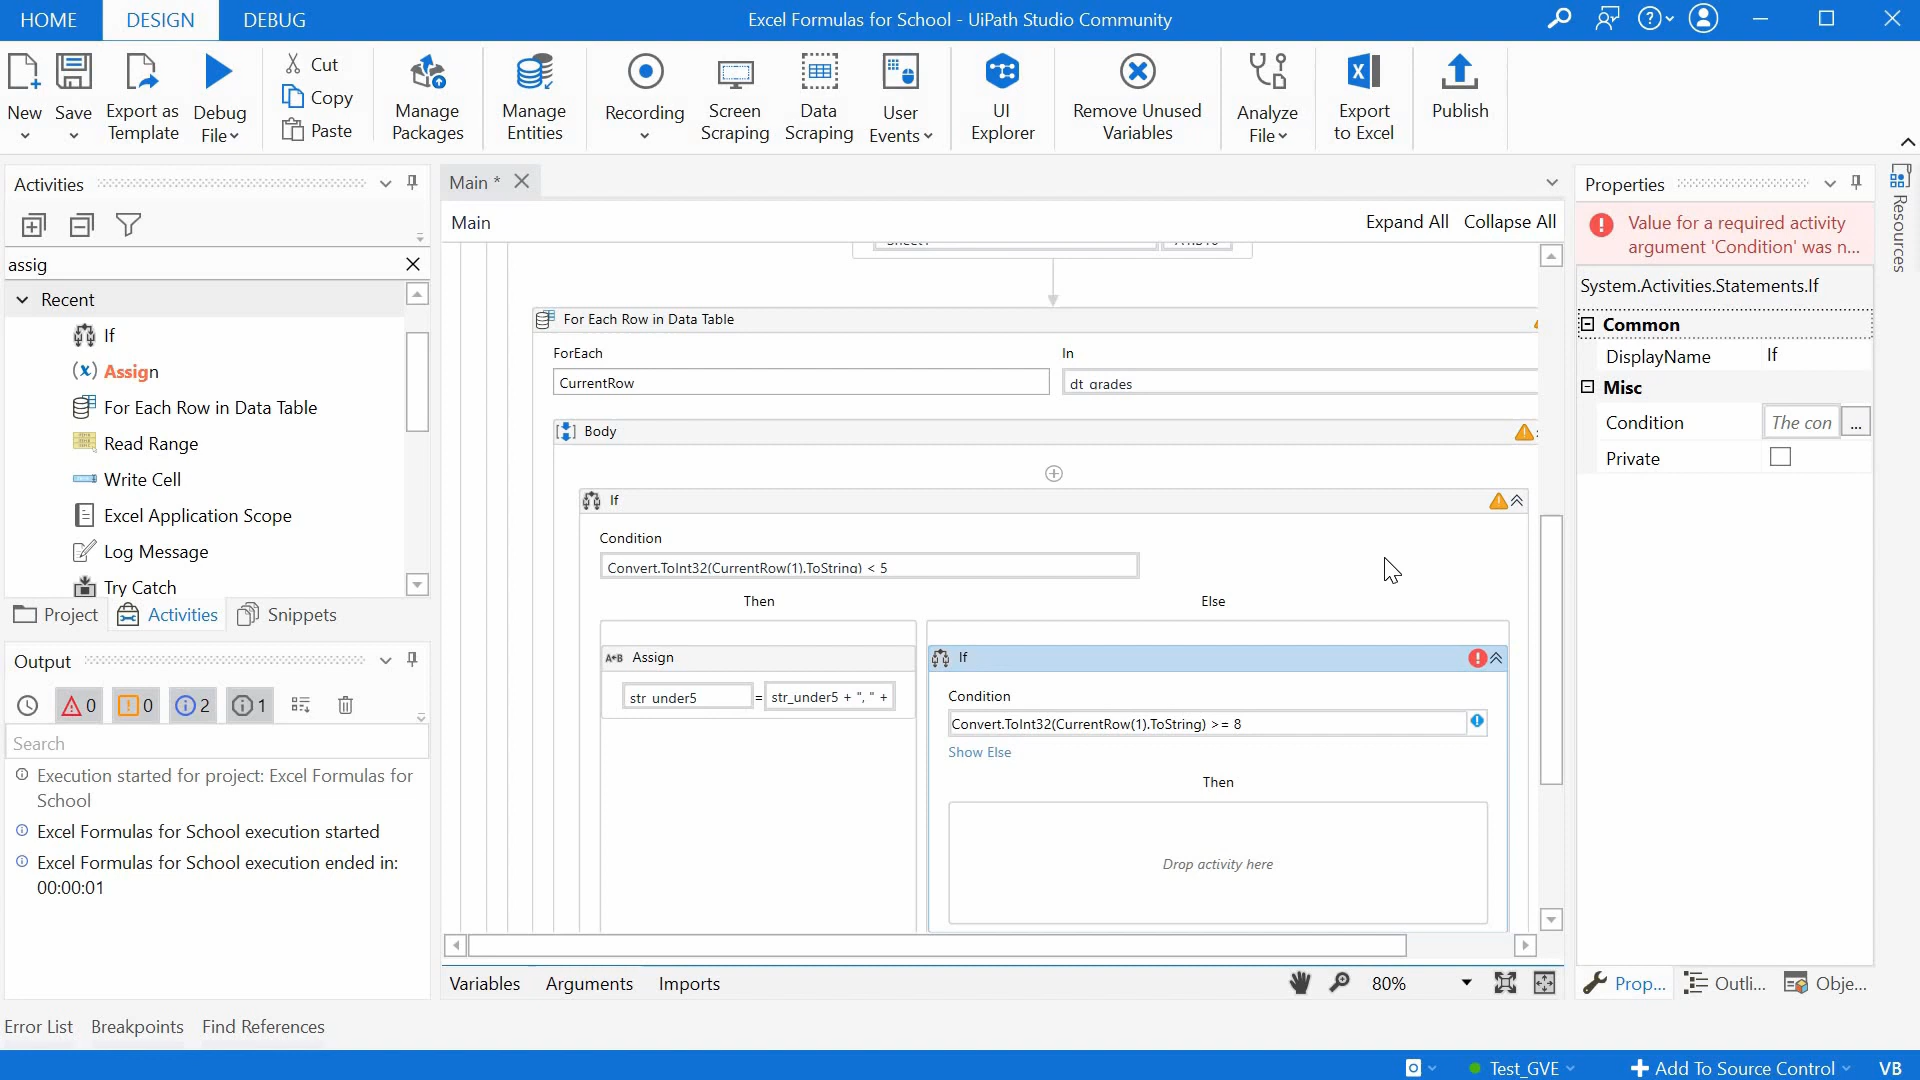 HOME
DESIGN
DEBUG
Excel Formulas for School - UiPath Studio Community
New
Save
Export as
Template
Debug
File
Cut
Copy
Paste
Manage
Packages
Manage
Entities
Recording
Screen
Scraping
Data
Scraping
User
Events
UI
Explorer
Remove Unused
Variables
Analyze
File
Export
to Excel
Publish
Activities
assig
Recent
If
Assign
For Each Row in Data Table
Read Range
Write Cell
Excel Application Scope
Log Message
Try Catch
Project
Activities
Snippets
Output
0
0
2
1
Search
Execution started for project: Excel Formulas for
School
Excel Formulas for School execution started
Excel Formulas for School execution ended in:
00:00:01
Main *
Main
Expand All
Collapse All
For Each Row in Data Table
ForEach
In
CurrentRow
dt_grades
Body
If
Condition
Convert.ToInt32(CurrentRow(1).ToString) < 5
Then
Else
Assign
str_under5
=
str_under5 + ", " +
If
Condition
Convert.ToInt32(CurrentRow(1).ToString) >= 8
Show Else
Then
Drop activity here
Variables
Arguments
Imports
80%
Properties
Value for a required activity
argument 'Condition' was n...
System.Activities.Statements.If
Common
DisplayName
If
Misc
Condition
The con
...
Private
Prop...
Outli...
Obje...
Resources
Error List
Breakpoints
Find References
Test_GVE
Add To Source Control
VB